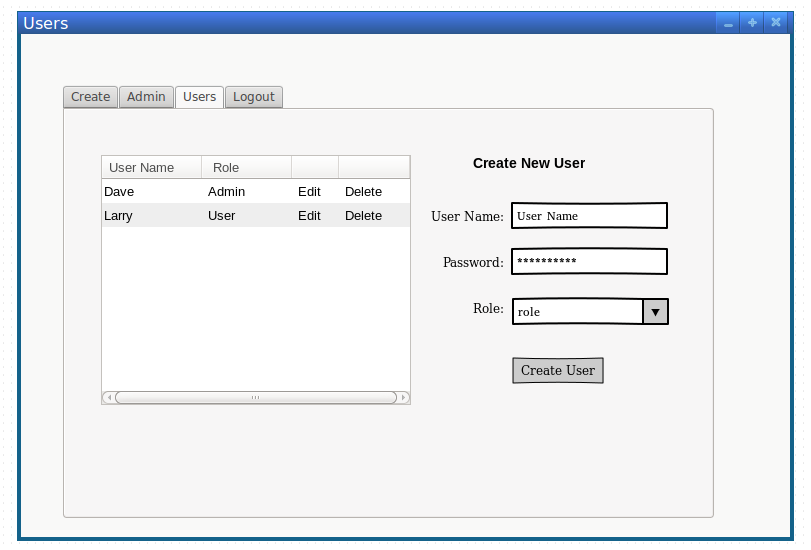 Users
Create Admin Users Logout
User Name Role
Dave Admin Edit Delete
Larry User Edit Delete
Create New User
User Name: User Name
Password: **********
Role: role
Create User